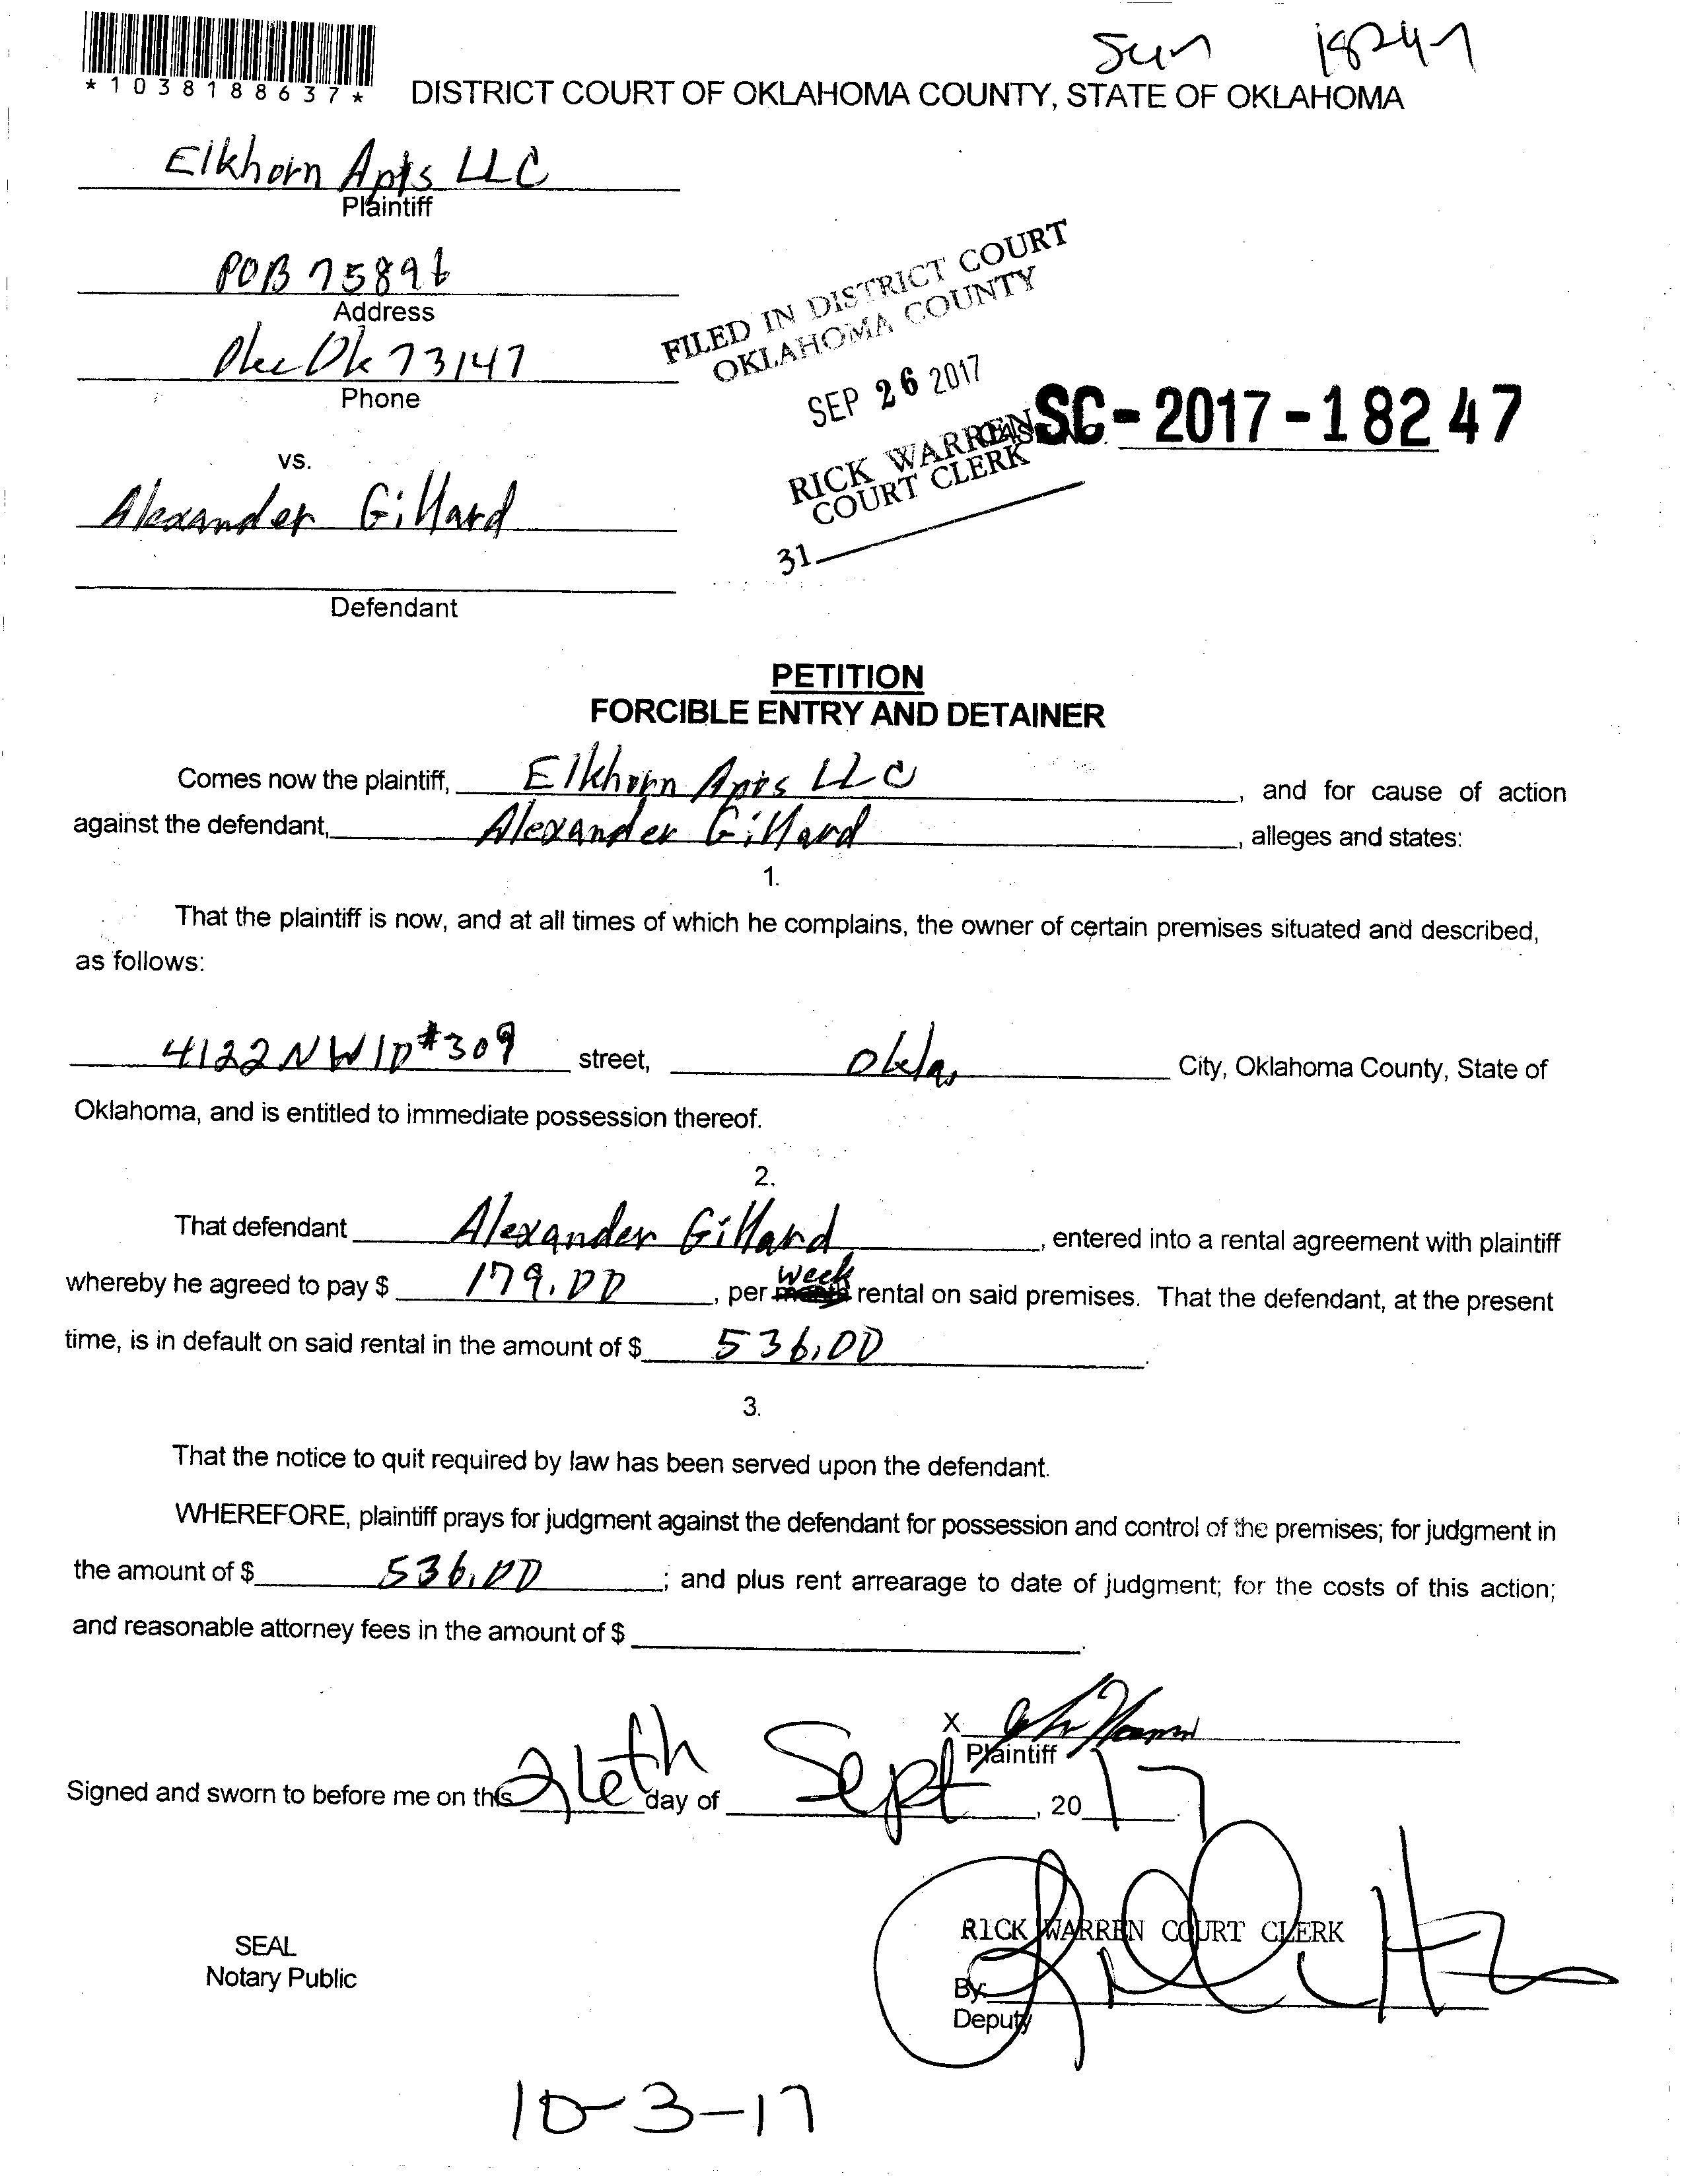 Sun 18247
*1038188637*
DISTRICT COURT OF OKLAHOMA COUNTY, STATE OF OKLAHOMA
Elkhorn Apts LLC
Plaintiff
POB 75896
Address
Okc Ok 73147
Phone
FILED IN DISTRICT COURT
OKLAHOMA COUNTY
SEP 26 2017
RICK WARREN
COURT CLERK
31
SC-2017-18247
vs.
Alexander Gillard
Defendant
PETITION
FORCIBLE ENTRY AND DETAINER
Comes now the plaintiff, Elkhorn Apts LLC, and for cause of action
against the defendant, Alexander Gillard, alleges and states:
1.
That the plaintiff is now, and at all times of which he complains, the owner of certain premises situated and described,
as follows:
4122 NW 10 #309 street, Okla, City, Oklahoma County, State of
Oklahoma, and is entitled to immediate possession thereof.
2.
That defendant Alexander Gillard, entered into a rental agreement with plaintiff
whereby he agreed to pay $ 179.00, per month week rental on said premises. That the defendant, at the present
time, is in default on said rental in the amount of $ 536.00.
3.
That the notice to quit required by law has been served upon the defendant.
WHEREFORE, plaintiff prays for judgment against the defendant for possession and control of the premises; for judgment in
the amount of $ 536.00; and plus rent arrearage to date of judgment; for the costs of this action;
and reasonable attorney fees in the amount of $ .
X
Plaintiff
Signed and sworn to before me on this 26th day of Sept, 2017.
RICK WARREN COURT CLERK
SEAL
Notary Public
By:
Deputy
10-3-17